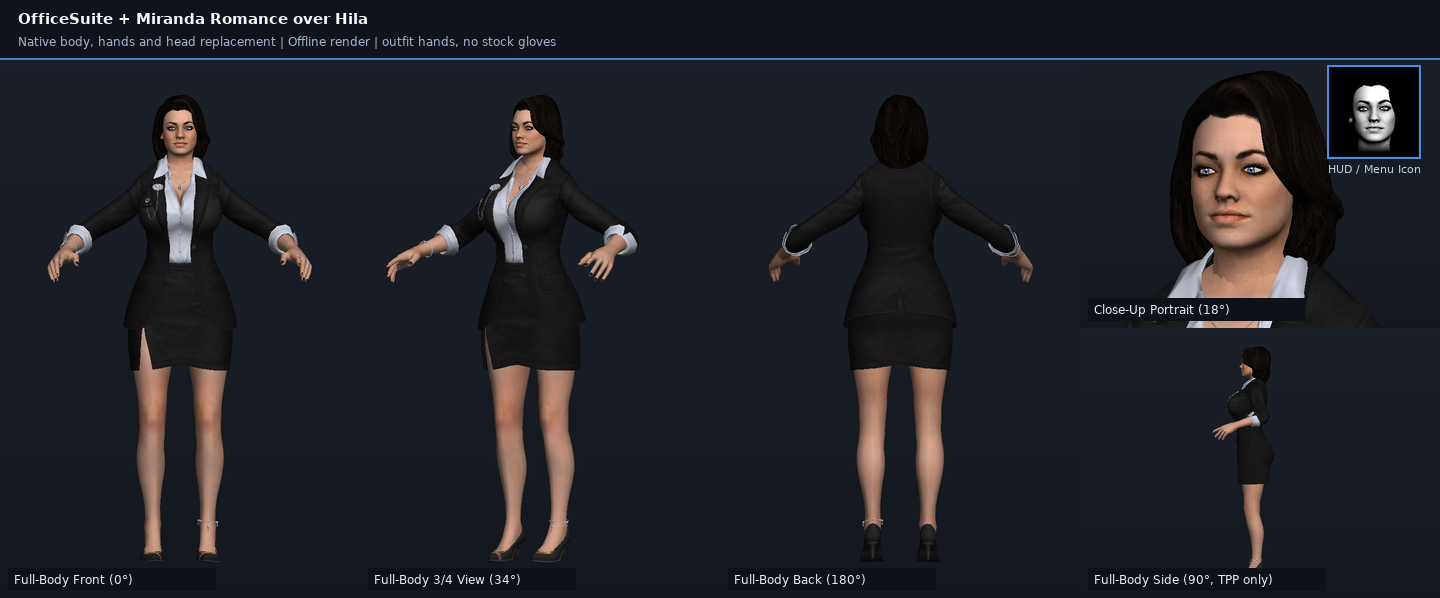 OfficeSuite + Miranda Romance over Hila
Native body, hands and head replacement | Offline render | outfit hands, no stock gloves
HUD / Menu Icon
Close-Up Portrait (18°)
Full-Body Front (0°)
Full-Body 3/4 View (34°)
Full-Body Back (180°)
Full-Body Side (90°, TPP only)